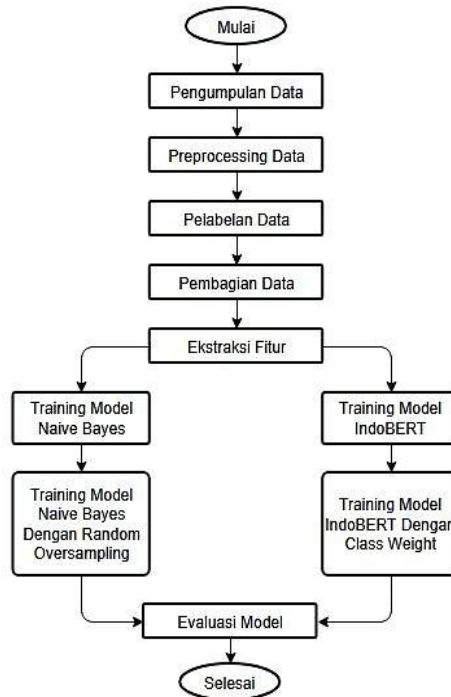 Mulai
Pengumpulan Data
Preprocessing Data
Pelabelan Data
Pembagian Data
Ekstraksi Fitur
Training Model
Naive Bayes
Training Model
IndoBERT
Training Model
Naive Bayes
Dengan Random
Oversampling
Training Model
IndoBERT Dengan
Class Weight
Evaluasi Model
Selesai